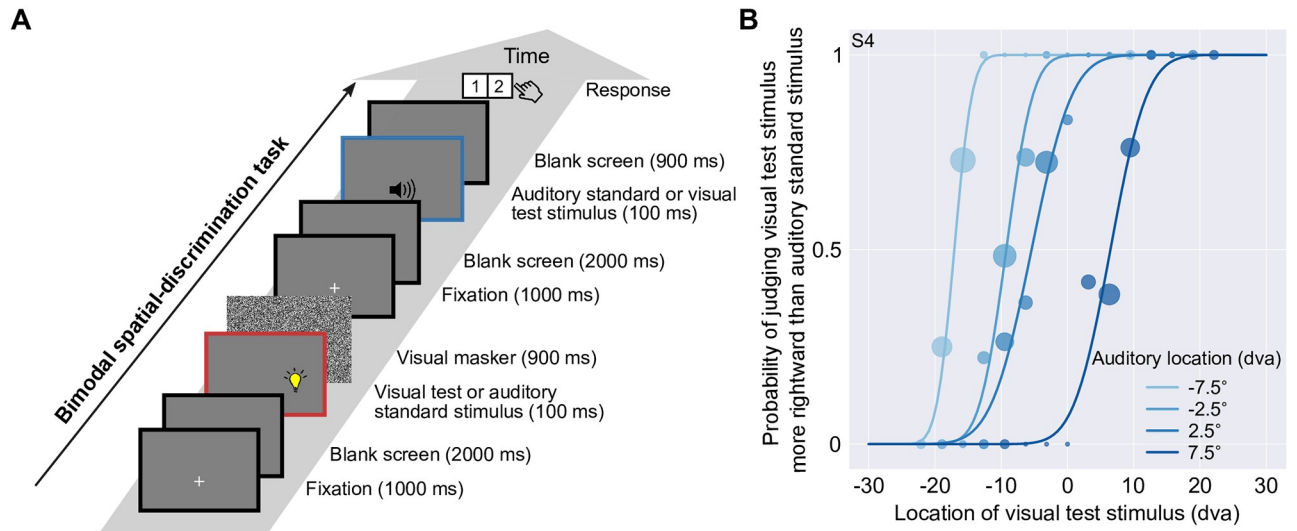 A
Time
1 2
Response
Blank screen (900 ms)
Auditory standard or visual
test stimulus (100 ms)
Blank screen (2000 ms)
Fixation (1000 ms)
Visual masker (900 ms)
Visual test or auditory
standard stimulus (100 ms)
Blank screen (2000 ms)
Fixation (1000 ms)
Bimodal spatial-discrimination task
B
S4
Probability of judging visual test stimulus
more rightward than auditory standard stimulus
1
0.5
0
Auditory location (dva)
-7.5°
-2.5°
2.5°
7.5°
-30 -20 -10 0 10 20 30
Location of visual test stimulus (dva)